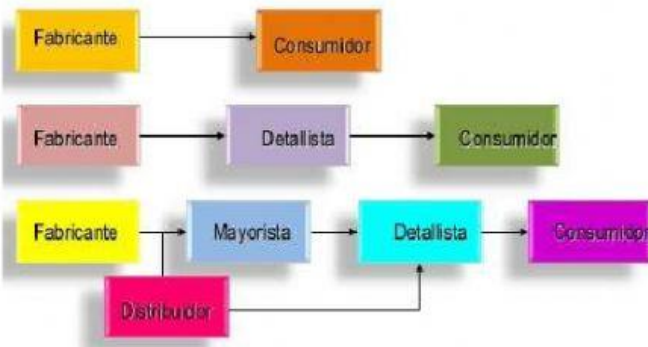 Fabricante Consumidor
Fabricante Detallista Consumidor
Fabricante Mayorista Detallista Consumidor
Distribuidor